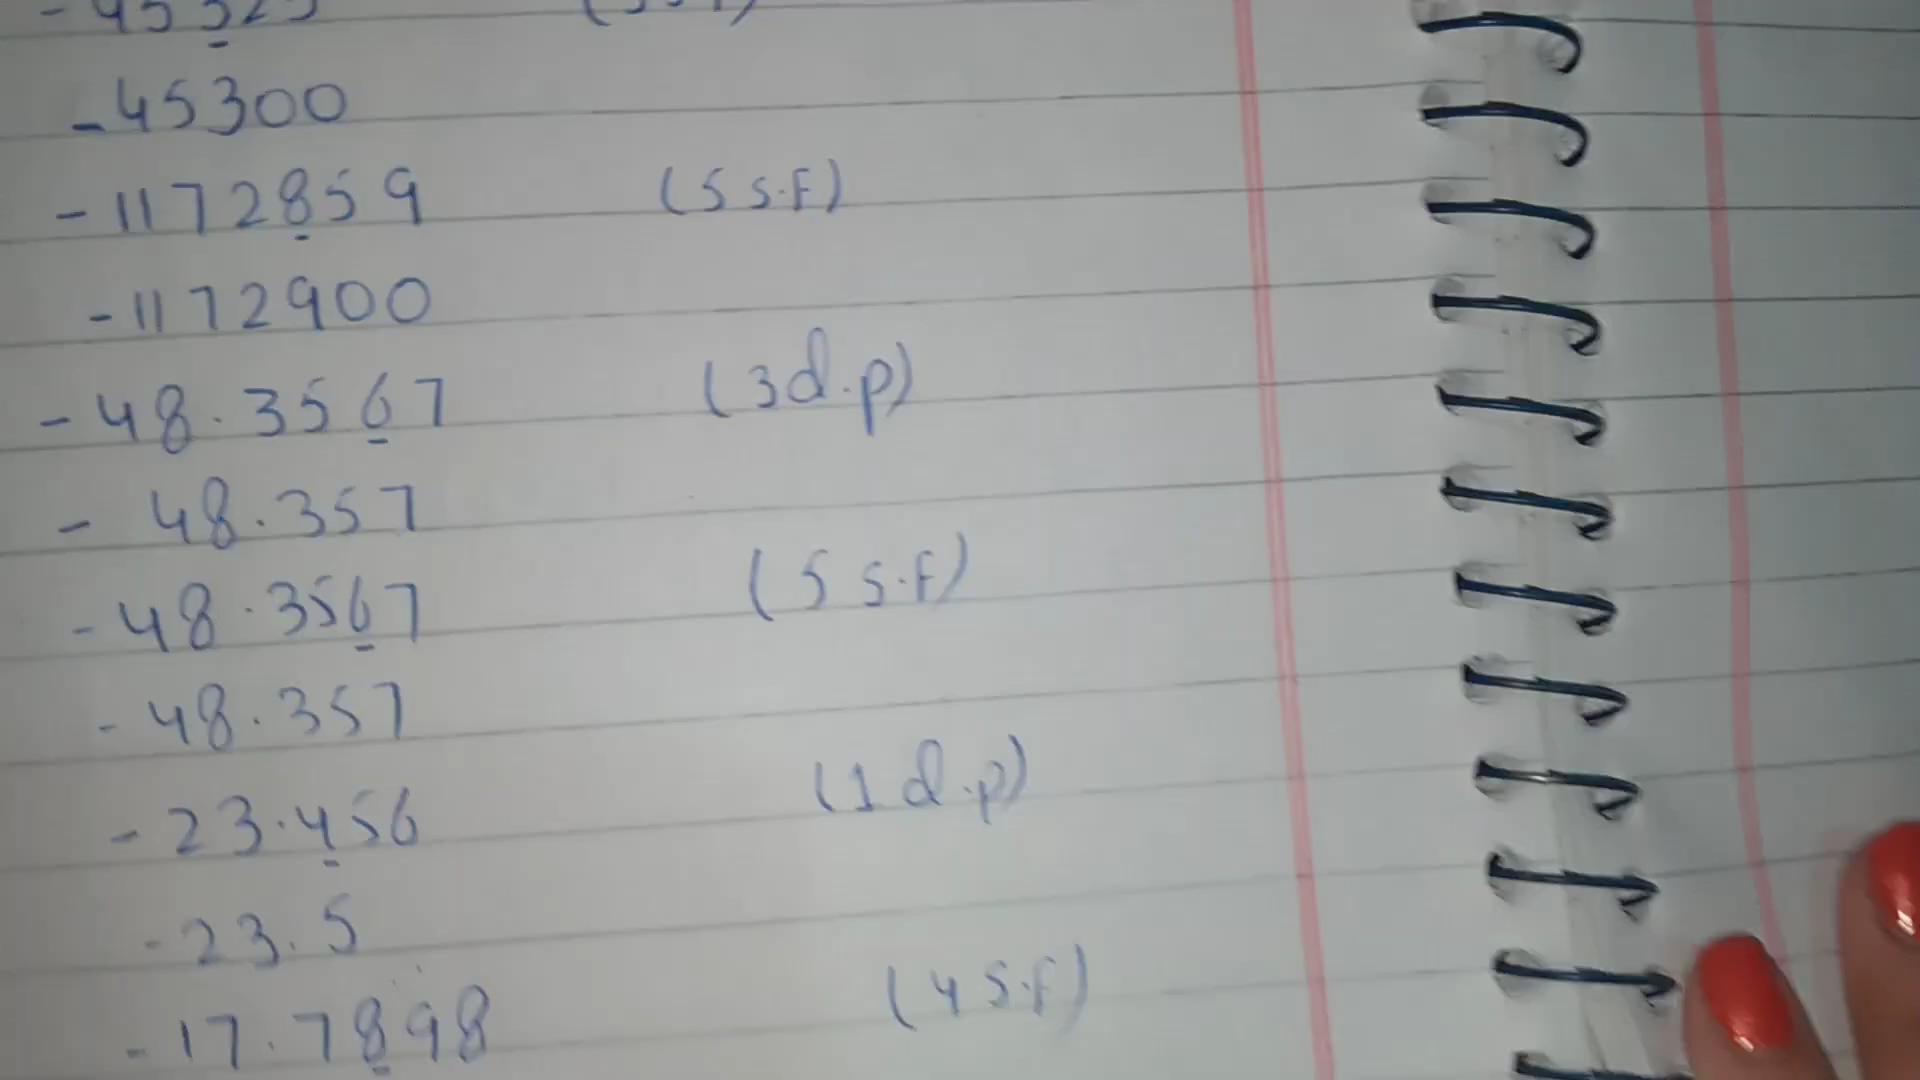 -45300
-1172859 (5 s.f)
-1172900
-48.3567 (3d.p)
- 48.357
-48.3567 (5 s.f)
-48.357
-23.456 (1 d.p)
-23.5
-17.7898 (4 s.f)